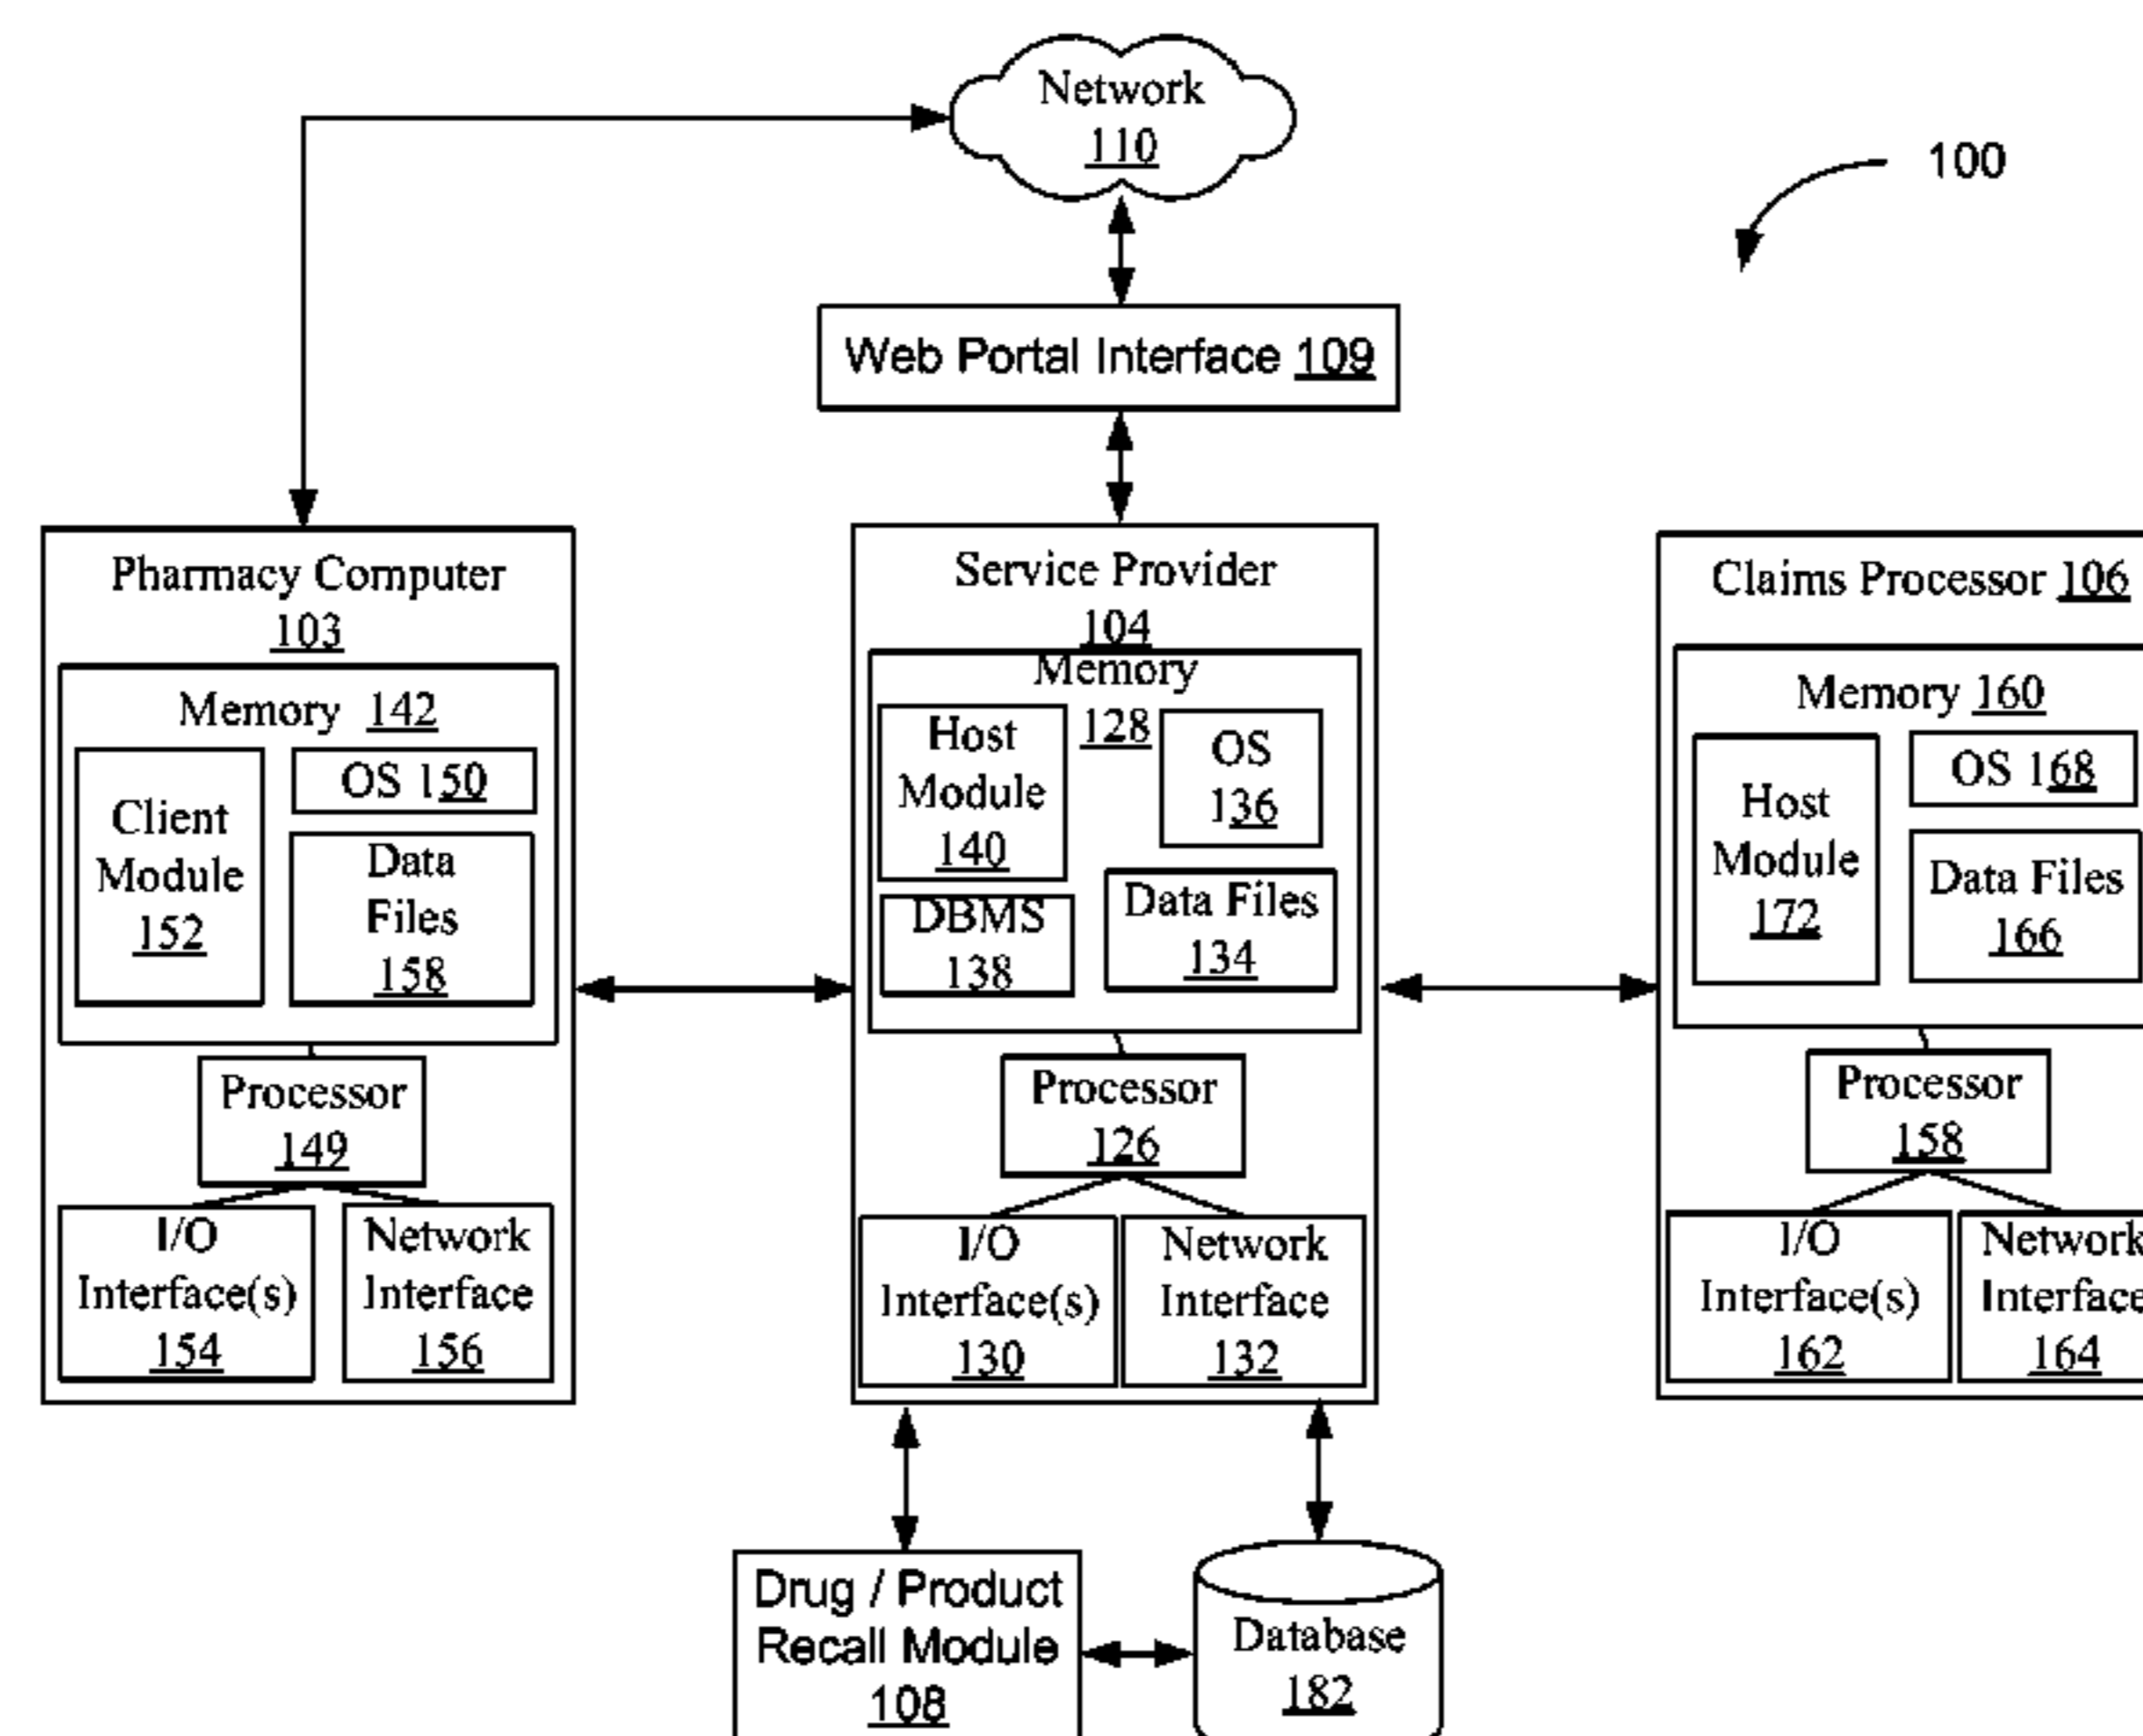 Network
110
100
Web Portal Interface 109
Pharmacy Computer
103
Memory 142
Client
Module
152
OS 150
Data
Files
158
Processor
149
I/O
Interface(s)
154
Network
Interface
156
Service Provider
104
Memory
128
Host
Module
140
OS
136
DBMS
138
Data Files
134
Processor
126
I/O
Interface(s)
130
Network
Interface
132
Claims Processor 106
Memory 160
Host
Module
172
OS 168
Data Files
166
Processor
158
I/O
Interface(s)
162
Network
Interface
164
Drug / Product
Recall Module
108
Database
182